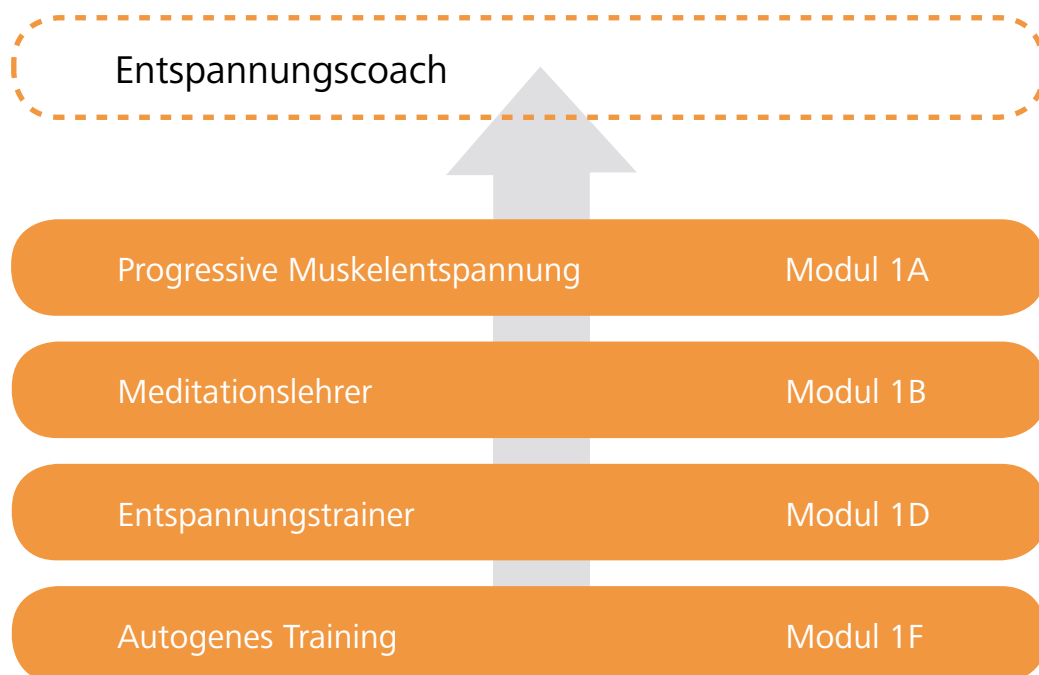 Entspannungscoach
Progressive Muskelentspannung Modul 1A
Meditationslehrer Modul 1B
Entspannungstrainer Modul 1D
Autogenes Training Modul 1F